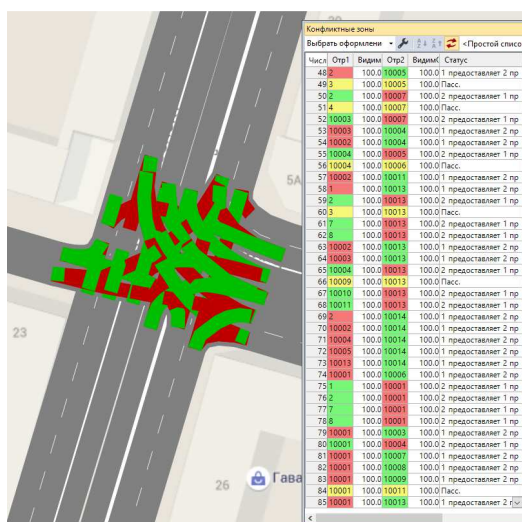 Конфликтные зоны
Выбрать оформлени <Простой списо
Числ Отр1 Видим Отр2 Видим( Статус
48 2 100.0 10005 100.0 1 предоставляет 2 пр
49 3 100.0 10005 100.0 Пасс.
50 2 100.0 10007 100.0 2 предоставляет 1 пр
51 4 100.0 10007 100.0 Пасс.
52 10003 100.0 10007 100.0 2 предоставляет 1 пр
53 10003 100.0 10004 100.0 1 предоставляет 2 пр
54 10002 100.0 10004 100.0 1 предоставляет 2 пр
55 10004 100.0 10005 100.0 2 предоставляет 1 пр
56 10004 100.0 10006 100.0 Пасс.
57 10002 100.0 10011 100.0 1 предоставляет 2 пр
58 1 100.0 10013 100.0 1 предоставляет 2 пр
59 2 100.0 10013 100.0 2 предоставляет 1 пр
60 3 100.0 10013 100.0 Пасс.
61 7 100.0 10013 100.0 2 предоставляет 1 пр
62 8 100.0 10013 100.0 2 предоставляет 1 пр
63 10002 100.0 10013 100.0 1 предоставляет 2 пр
64 10003 100.0 10013 100.0 1 предоставляет 2 пр
65 10004 100.0 10013 100.0 2 предоставляет 1 пр
66 10009 100.0 10013 100.0 Пасс.
67 10010 100.0 10013 100.0 2 предоставляет 1 пр
68 10011 100.0 10013 100.0 2 предоставляет 1 пр
69 2 100.0 10014 100.0 1 предоставляет 2 пр
70 10002 100.0 10014 100.0 1 предоставляет 2 пр
71 10004 100.0 10014 100.0 1 предоставляет 2 пр
72 10005 100.0 10014 100.0 1 предоставляет 2 пр
73 10013 100.0 10014 100.0 1 предоставляет 2 пр
74 10001 100.0 10006 100.0 1 предоставляет 2 пр
75 1 100.0 10001 100.0 2 предоставляет 1 пр
76 2 100.0 10001 100.0 2 предоставляет 1 пр
77 7 100.0 10001 100.0 2 предоставляет 1 пр
78 8 100.0 10001 100.0 2 предоставляет 1 пр
79 10001 100.0 10003 100.0 1 предоставляет 2 пр
80 10001 100.0 10004 100.0 2 предоставляет 1 пр
81 10001 100.0 10007 100.0 1 предоставляет 2 пр
82 10001 100.0 10008 100.0 1 предоставляет 2 пр
83 10001 100.0 10009 100.0 1 предоставляет 2 пр
84 10001 100.0 10011 100.0 Пасс.
85 10001 100.0 10013 100.0 1 предоставляет 2 г
5А
23
26
Гава